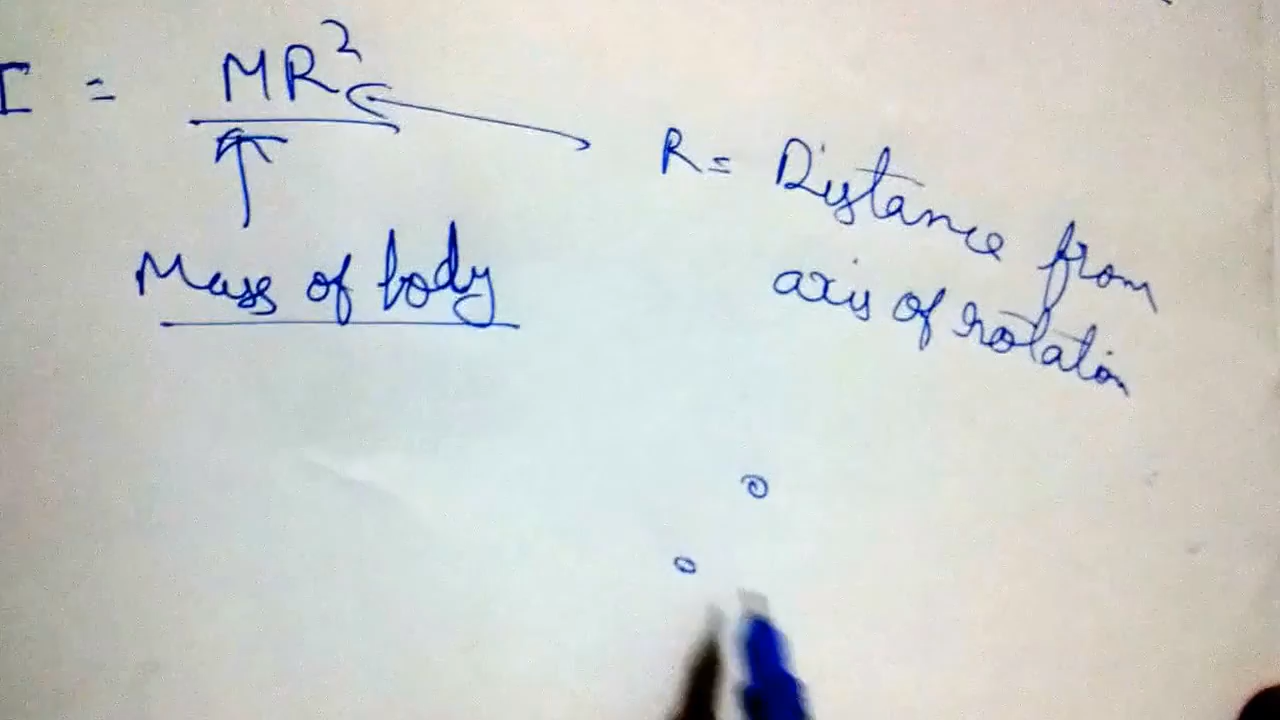 I = MR²
R = Distance from
axis of rotation
Mass of body